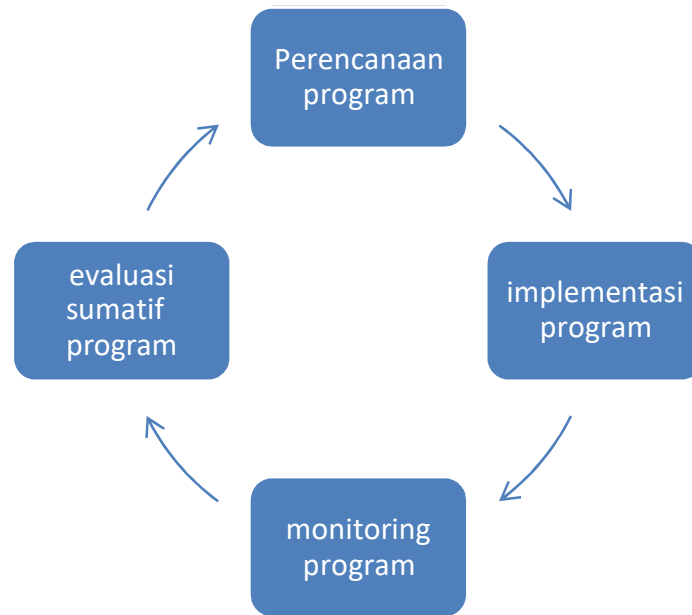 Perencanaan
program
implementasi
program
monitoring
program
evaluasi
sumatif
program